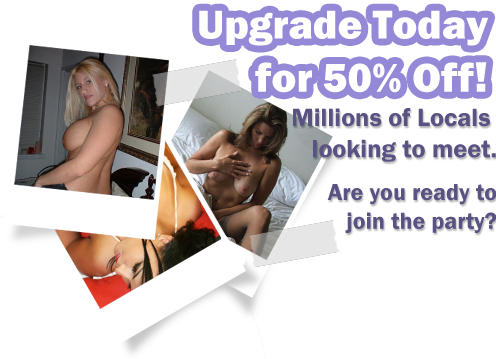 Upgrade Today
for 50% Off!
Millions of Locals
looking to meet.
Are you ready to
join the party?